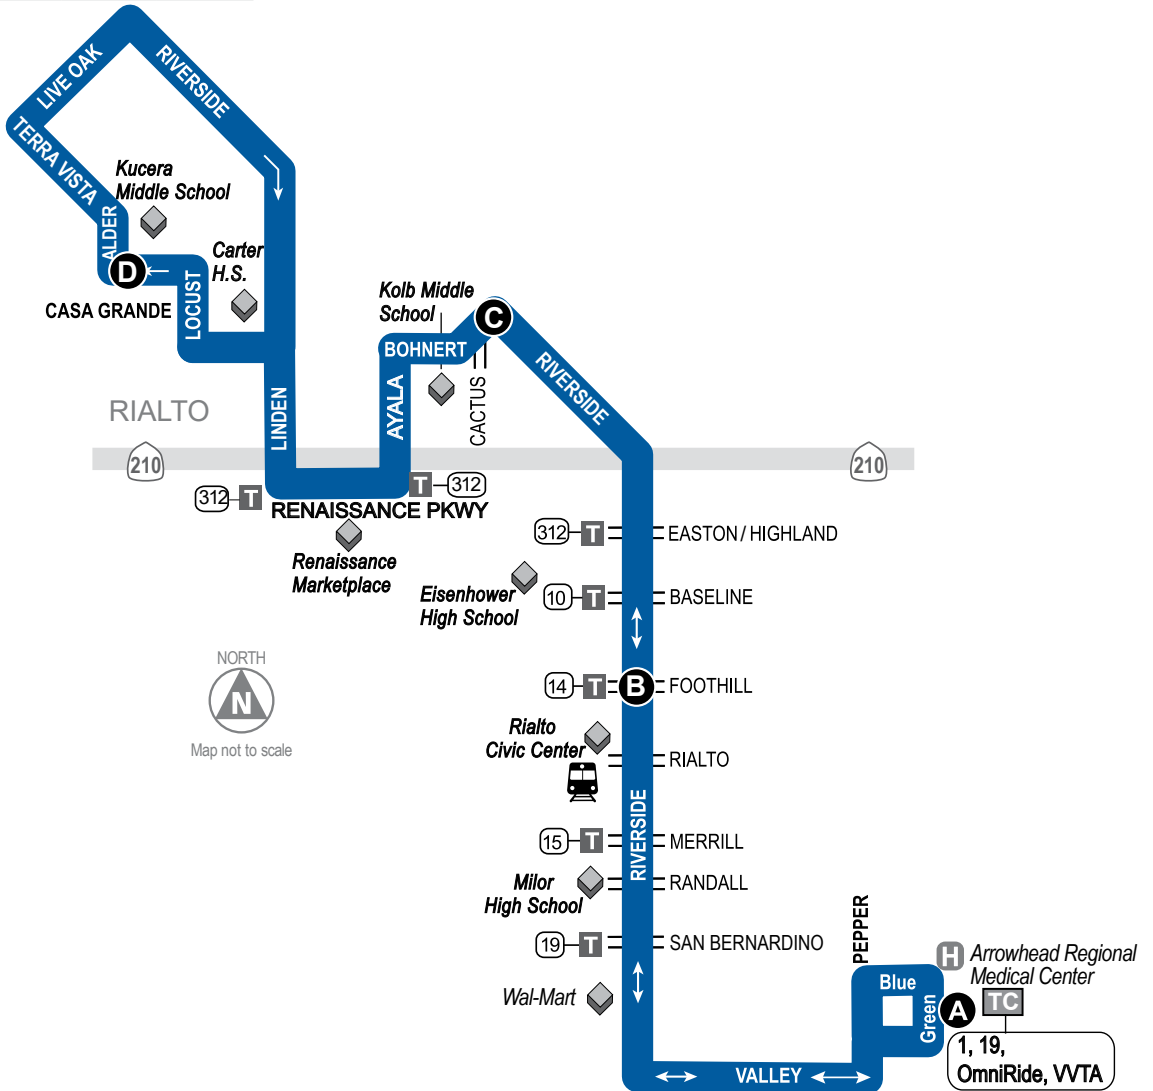 LIVE OAK
RIVERSIDE
TERRA VISTA
Kucera
Middle School
ALDER
Carter
H.S.
D
CASA GRANDE
LOCUST
Kolb Middle
School
C
BOHNERT
RIVERSIDE
LINDEN
AYALA
CACTUS
RIALTO
210
210
312
T
T
312
RENAISSANCE PKWY
Renaissance
Marketplace
312
T
EASTON / HIGHLAND
Eisenhower
High School
10
T
BASELINE
NORTH
N
Map not to scale
14
T
B
FOOTHILL
Rialto
Civic Center
RIALTO
RIVERSIDE
15
T
MERRILL
Milor
High School
RANDALL
19
T
SAN BERNARDINO
PEPPER
H
Arrowhead Regional
Medical Center
Wal-Mart
Blue
Green
A
TC
1, 19,
OmniRide, VVTA
VALLEY